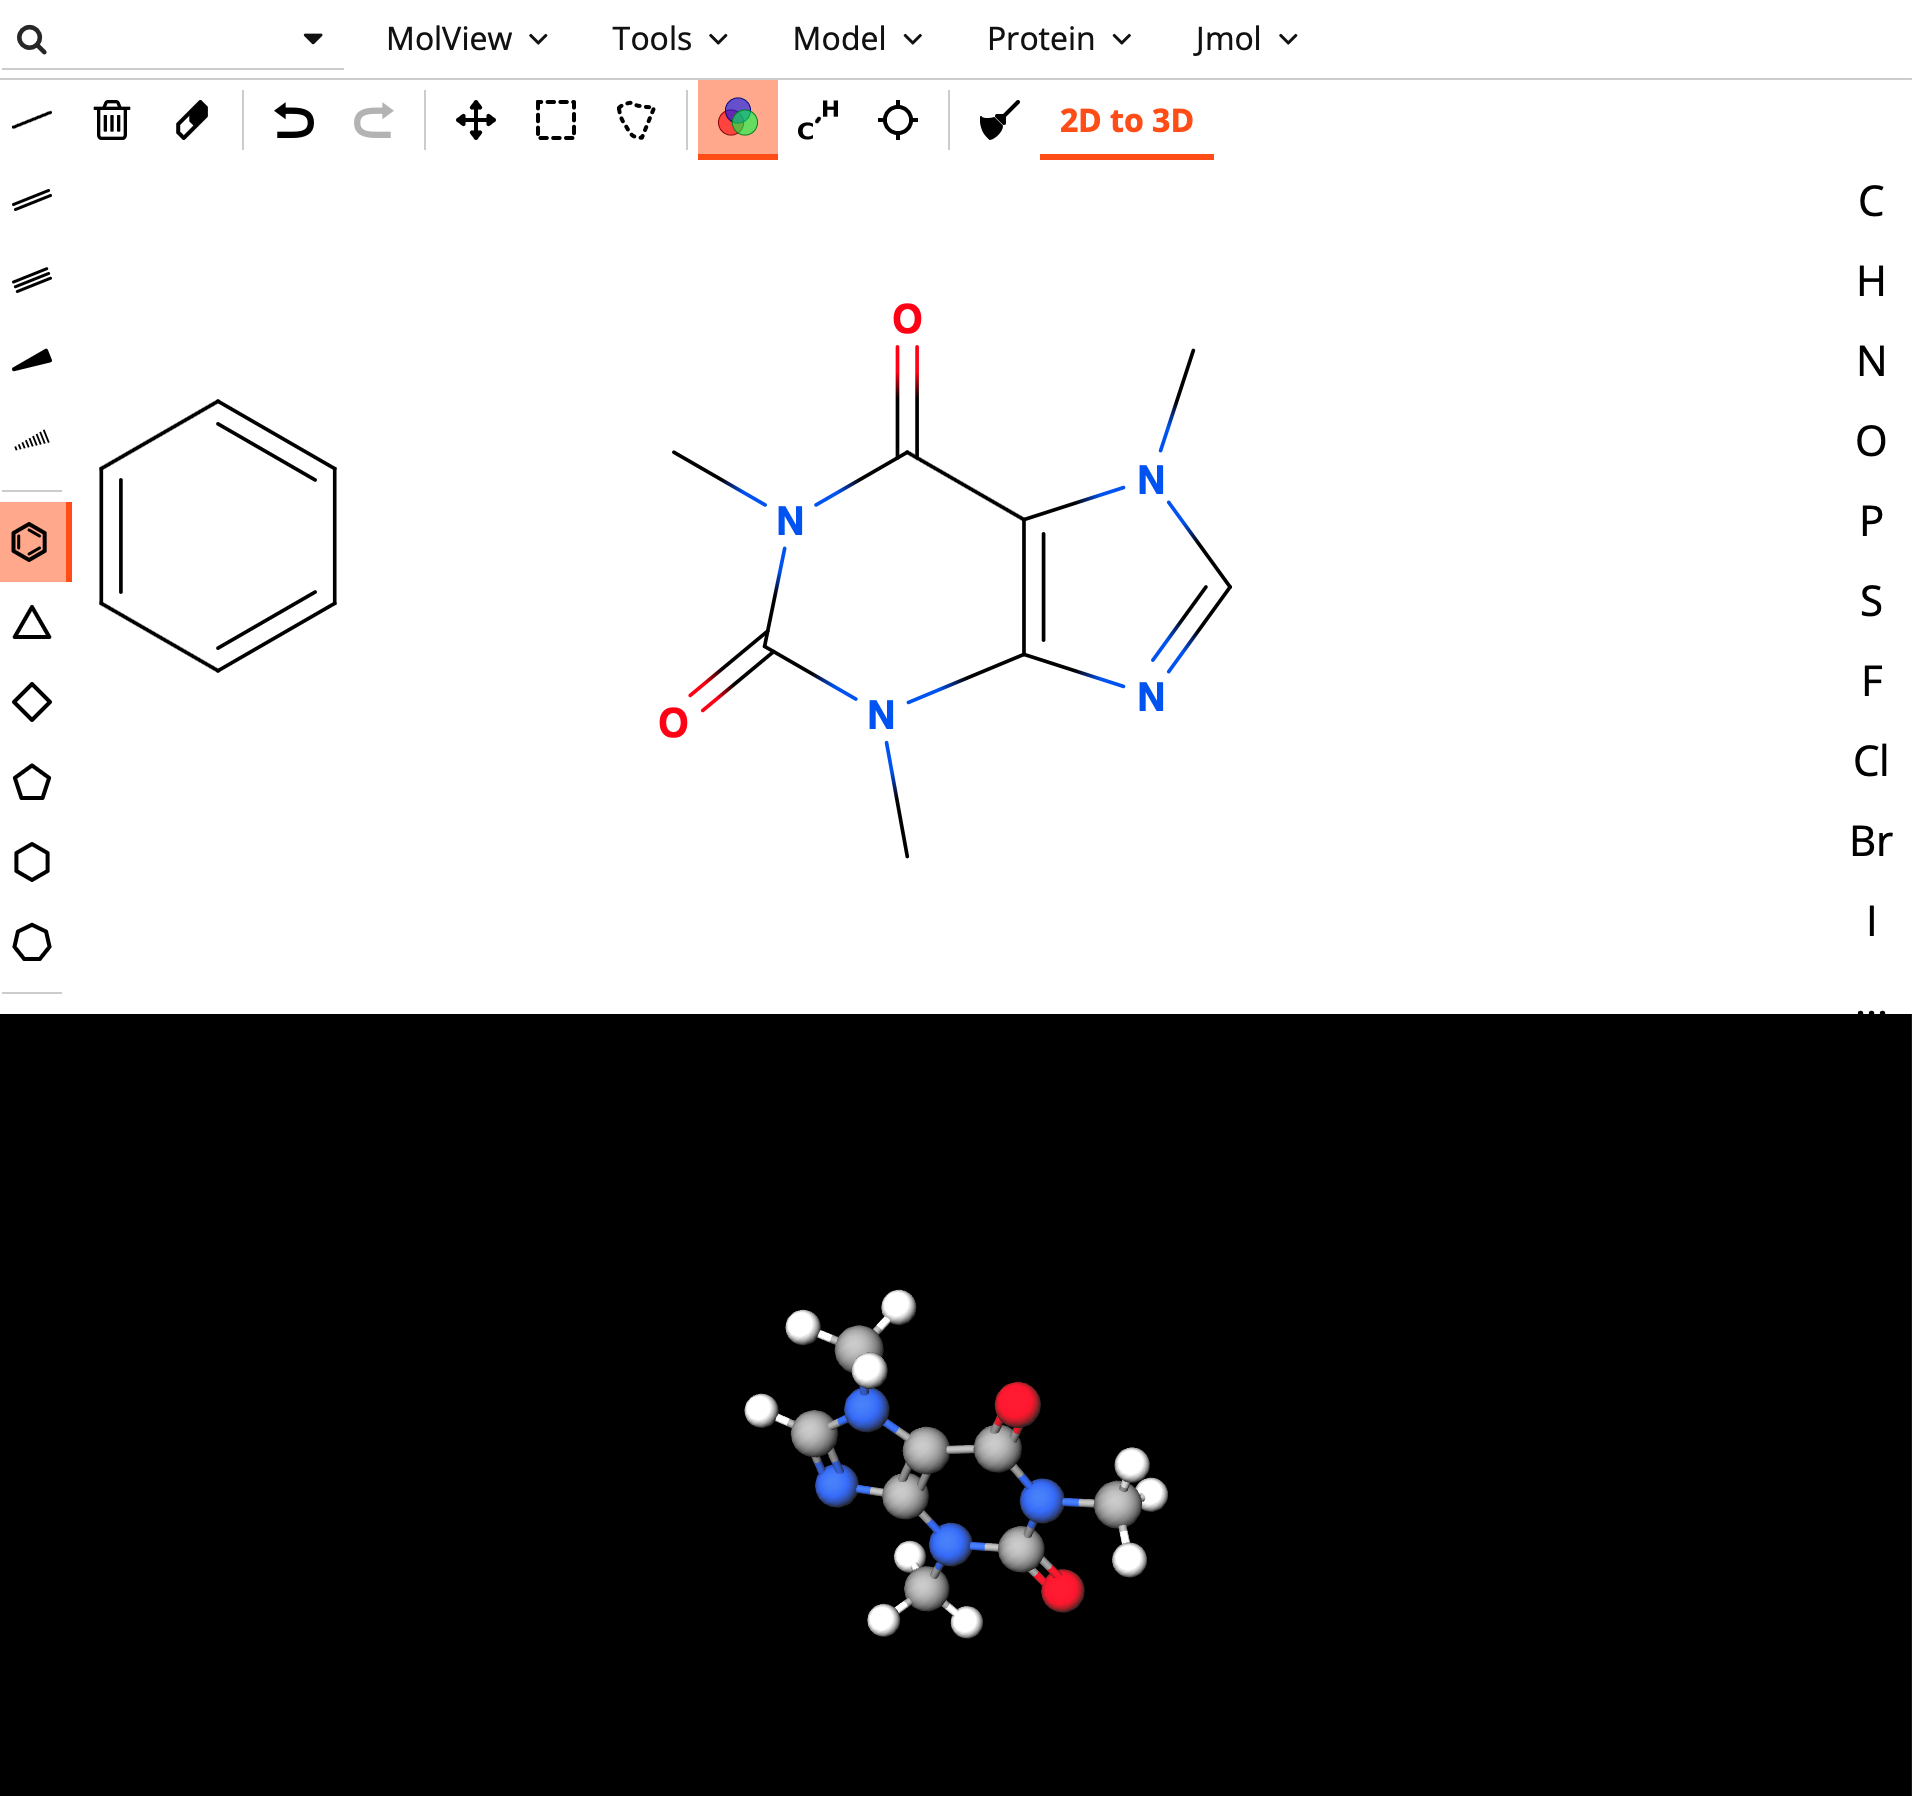 MolView Tools Model Protein Jmol
C H 2D to 3D
C
H
N
O
P
S
F
Cl
Br
I
...
O
N
N
O
N
N